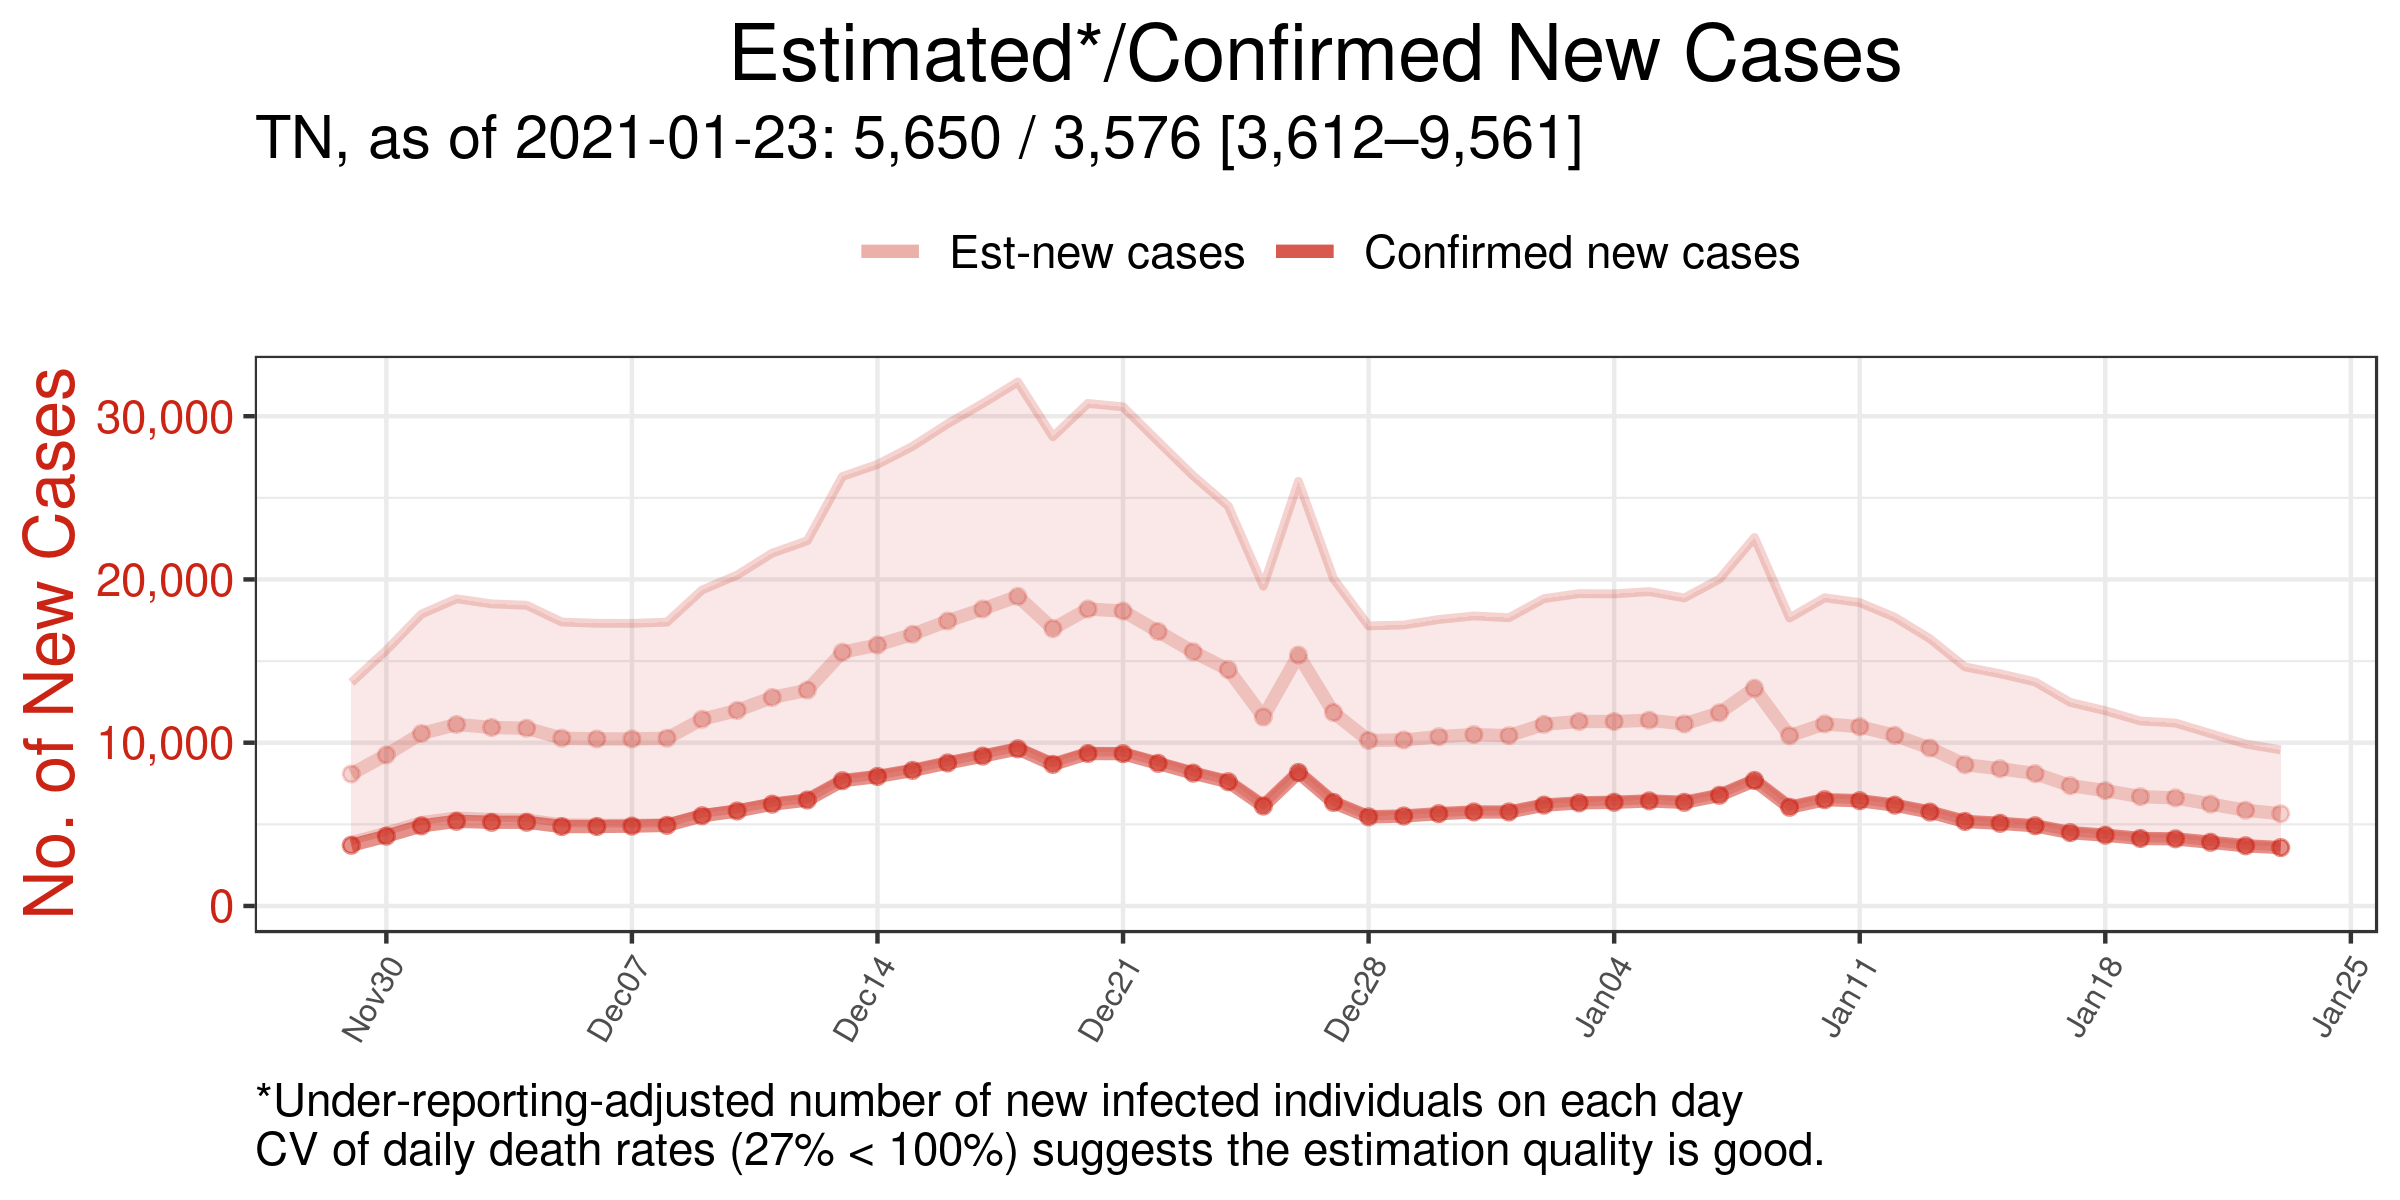 Estimated*/Confirmed New Cases
TN, as of 2021-01-23: 5,650 / 3,576 [3,612–9,561]
Est-new cases
Confirmed new cases
No. of New Cases
30,000
20,000
10,000
0
Nov30
Dec07
Dec14
Dec21
Dec28
Jan04
Jan11
Jan18
Jan25
*Under-reporting-adjusted number of new infected individuals on each day
CV of daily death rates (27% < 100%) suggests the estimation quality is good.